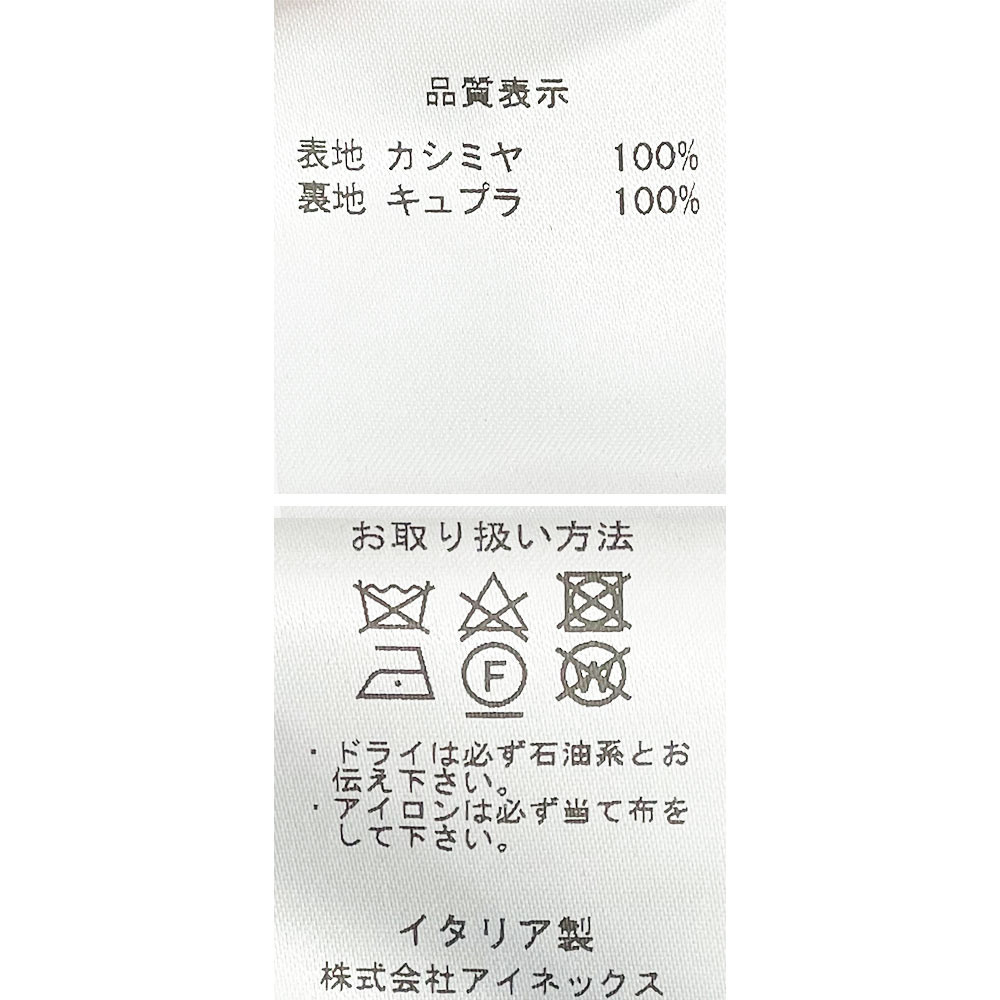 品質表示
表地 カシミヤ 100%
裏地 キュプラ 100%
お取り扱い方法
F
W
・ドライは必ず石油系とお
伝え下さい。
・アイロンは必ず当て布を
して下さい。
イタリア製
株式会社アイネックス